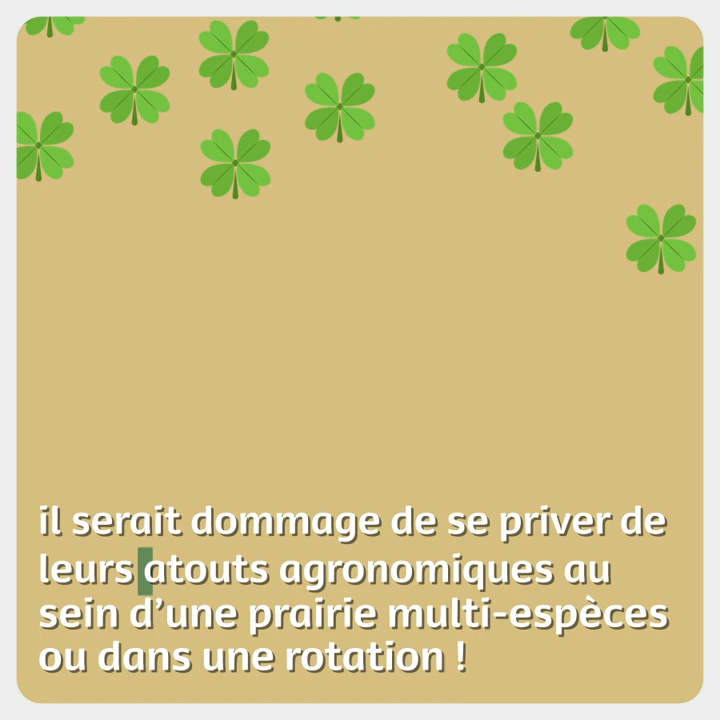 il serait dommage de se priver de
leurs atouts agronomiques au
sein d’une prairie multi-espèces
ou dans une rotation !